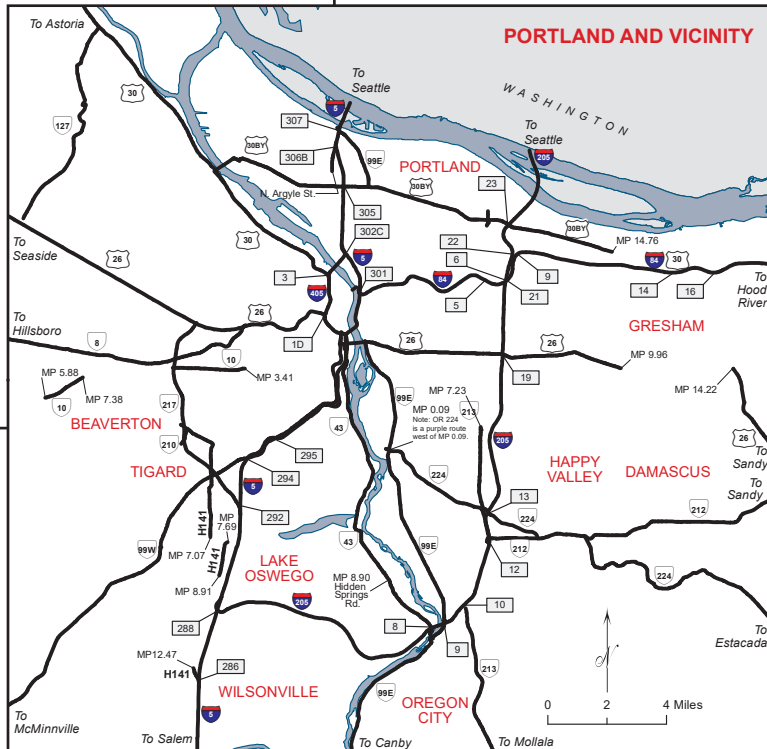 To Astoria
PORTLAND AND VICINITY
30
To
Seattle
5
WASHINGTON
127
307
To
Seattle
205
306B
99E
30BY
PORTLAND
23
30BY
N. Argyle St.
305
30BY
302C
MP 14.76
To
Seaside
30
26
5
22
6
9
84
30
3
301
84
405
5
21
14
16
To
Hood
River
To
Hillsboro
26
GRESHAM
8
1D
26
26
10
MP 5.88
MP 3.41
19
MP 9.96
MP 7.38
217
99E
MP 7.23
MP 14.22
10
MP 0.09
Note: OR 224
is a purple route
west of MP 0.09.
213
BEAVERTON
43
205
26
210
295
TIGARD
294
224
HAPPY
VALLEY
DAMASCUS
To
Sandy
5
To
Sandy
292
13
H141
MP
7.69
224
212
99W
MP 7.07
H141
43
99E
212
LAKE
OSWEGO
12
MP 8.91
MP 8.90
Hidden
Springs
Rd.
224
205
10
288
8
To
Estacada
MP12.47
286
9
H141
213
N
WILSONVILLE
99E
OREGON
CITY
5
0 2 4 Miles
To
McMinnville
To Salem
To Canby
To Mollala